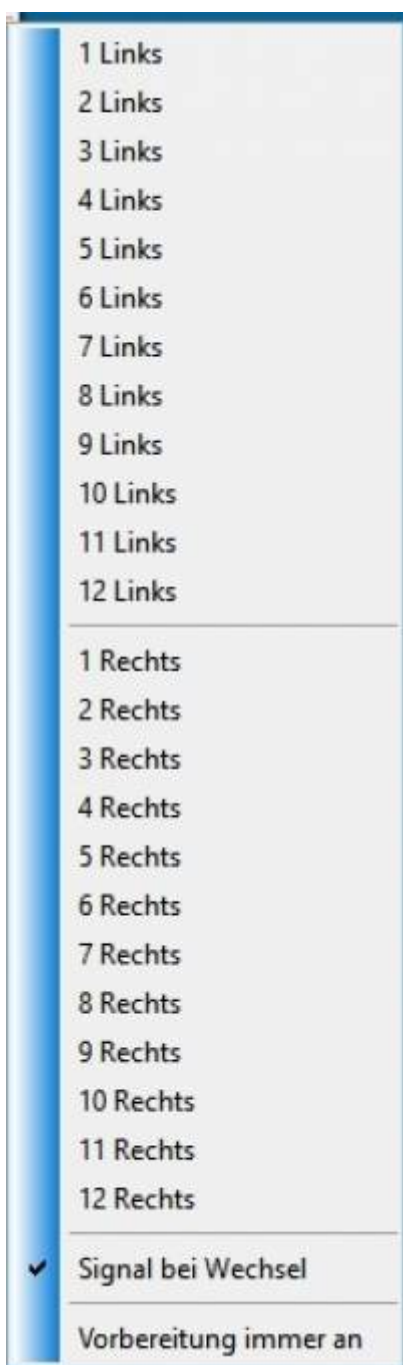 1 Links
2 Links
3 Links
4 Links
5 Links
6 Links
7 Links
8 Links
9 Links
10 Links
11 Links
12 Links
1 Rechts
2 Rechts
3 Rechts
4 Rechts
5 Rechts
6 Rechts
7 Rechts
8 Rechts
9 Rechts
10 Rechts
11 Rechts
12 Rechts
Signal bei Wechsel
Vorbereitung immer an